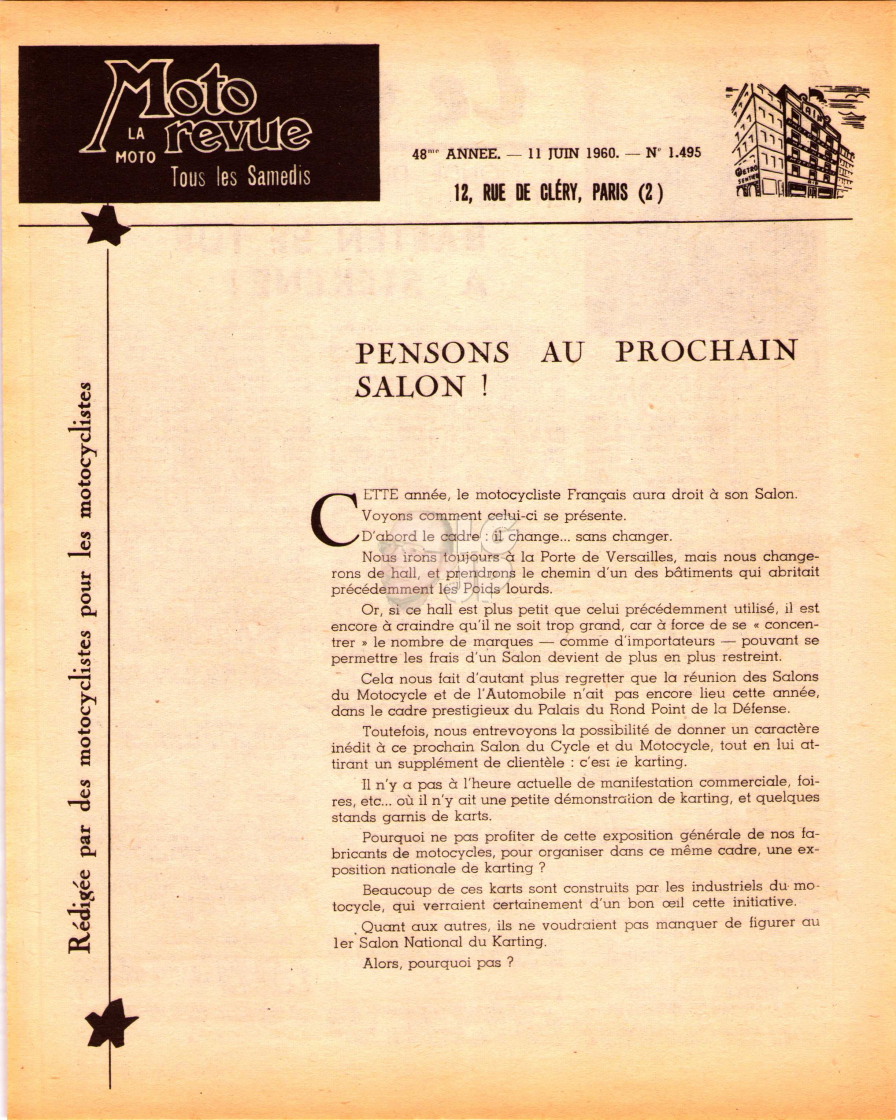 Moto
revue
LA
MOTO
Tous les Samedis
48me ANNEE. — 11 JUIN 1960. — N° 1.495
12, RUE DE CLÉRY, PARIS (2)
METRO
SENTIER
Rédigée par des motocyclistes pour les motocyclistes
PENSONS AU PROCHAIN
SALON !
CETTE année, le motocycliste Français aura droit à son Salon.
Voyons comment celui-ci se présente.
D'abord le cadre : il change... sans changer.
Nous irons toujours à la Porte de Versailles, mais nous change-
rons de hall, et prendrons le chemin d'un des bâtiments qui abritait
précédemment les Poids lourds.
Or, si ce hall est plus petit que celui précédemment utilisé, il est
encore à craindre qu'il ne soit trop grand, car à force de se « concen-
trer » le nombre de marques — comme d'importateurs — pouvant se
permettre les frais d'un Salon devient de plus en plus restreint.
Cela nous fait d'autant plus regretter que la réunion des Salons
du Motocycle et de l'Automobile n'ait pas encore lieu cette année,
dans le cadre prestigieux du Palais du Rond Point de la Défense.
Toutefois, nous entrevoyons la possibilité de donner un caractère
inédit à ce prochain Salon du Cycle et du Motocycle, tout en lui at-
tirant un supplément de clientèle : c'est le karting.
Il n'y a pas à l'heure actuelle de manifestation commerciale, foi-
res, etc... où il n'y ait une petite démonstration de karting, et quelques
stands garnis de karts.
Pourquoi ne pas profiter de cette exposition générale de nos fa-
bricants de motocycles, pour organiser dans ce même cadre, une ex-
position nationale de karting ?
Beaucoup de ces karts sont construits par les industriels du mo-
tocycle, qui verraient certainement d'un bon œil cette initiative.
Quant aux autres, ils ne voudraient pas manquer de figurer au
1er Salon National du Karting.
Alors, pourquoi pas ?